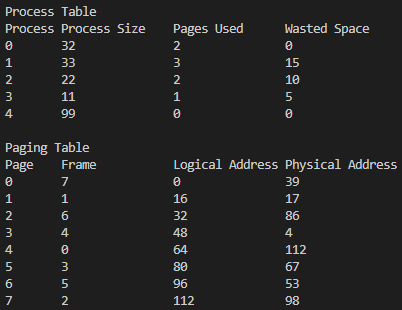 Process Table
Process Process Size Pages Used Wasted Space
0 32 2 0
1 33 3 15
2 22 2 10
3 11 1 5
4 99 0 0
Paging Table
Page Frame Logical Address Physical Address
0 7 0 39
1 1 16 17
2 6 32 86
3 4 48 4
4 0 64 112
5 3 80 67
6 5 96 53
7 2 112 98